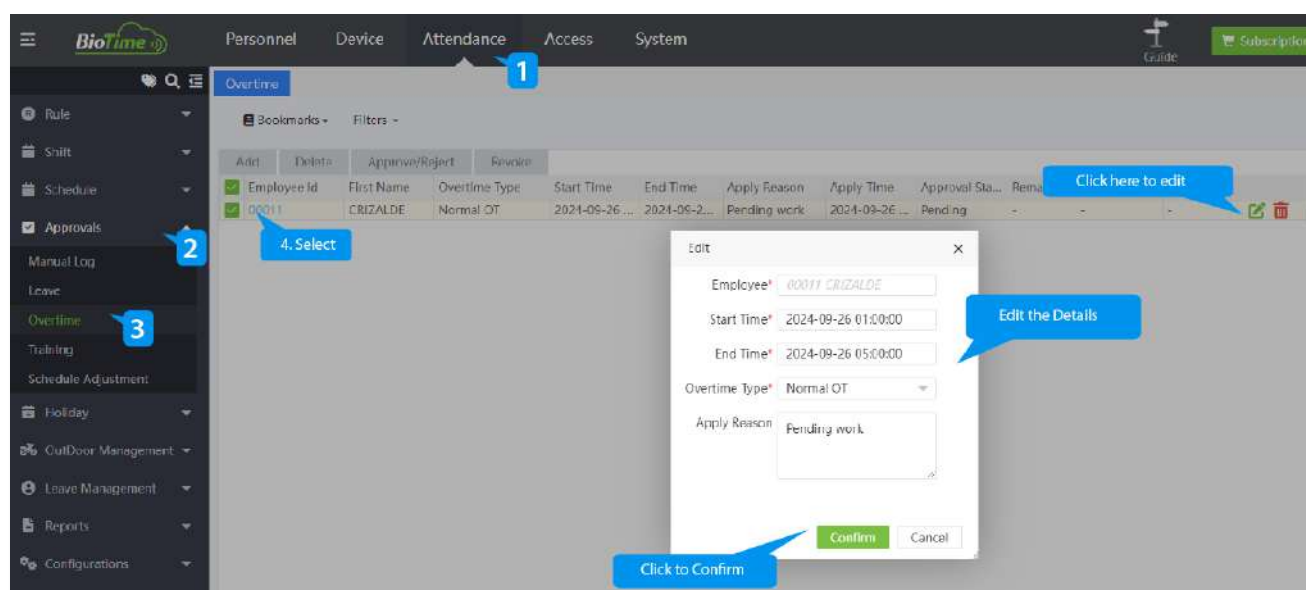 BioTime
Personnel Device Attendance Access System
Guide
Subscription
1
Overtime
Rule
Bookmarks Filters
Shift
Add Delete Approve/Reject Revoke
Schedule
Employee Id First Name Overtime Type Start Time End Time Apply Reason Apply Time Approval Sta... Rema
Click here to edit
00011 CRIZALDE Normal OT 2024-09-26 ... 2024-09-2... Pending work 2024-09-26 ... Pending - - -
Approvals
2
4. Select
Manual Log
Leave
Overtime
3
Training
Schedule Adjustment
Holiday
OutDoor Management
Leave Management
Reports
Configurations
Edit ×
Employee* 00011 CRIZALDE
Start Time* 2024-09-26 01:00:00
End Time* 2024-09-26 05:00:00
Overtime Type* Normal OT
Apply Reason Pending work
Edit the Details
Confirm Cancel
Click to Confirm